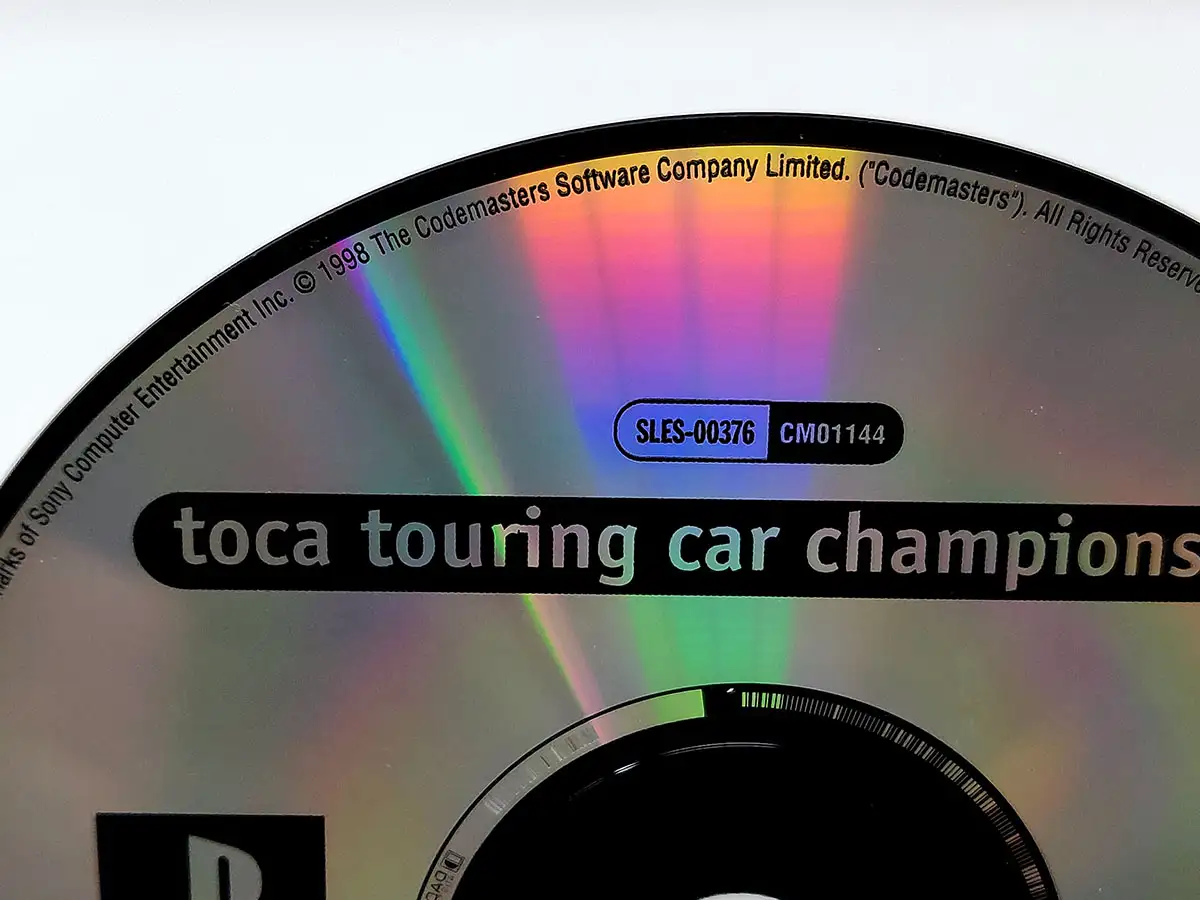 arks of Sony Computer Entertainment Inc. © 1998 The Codemasters Software Company Limited. ("Codemasters"). All Rights Reserve
SLES-00376 CM01144
toca touring car champions